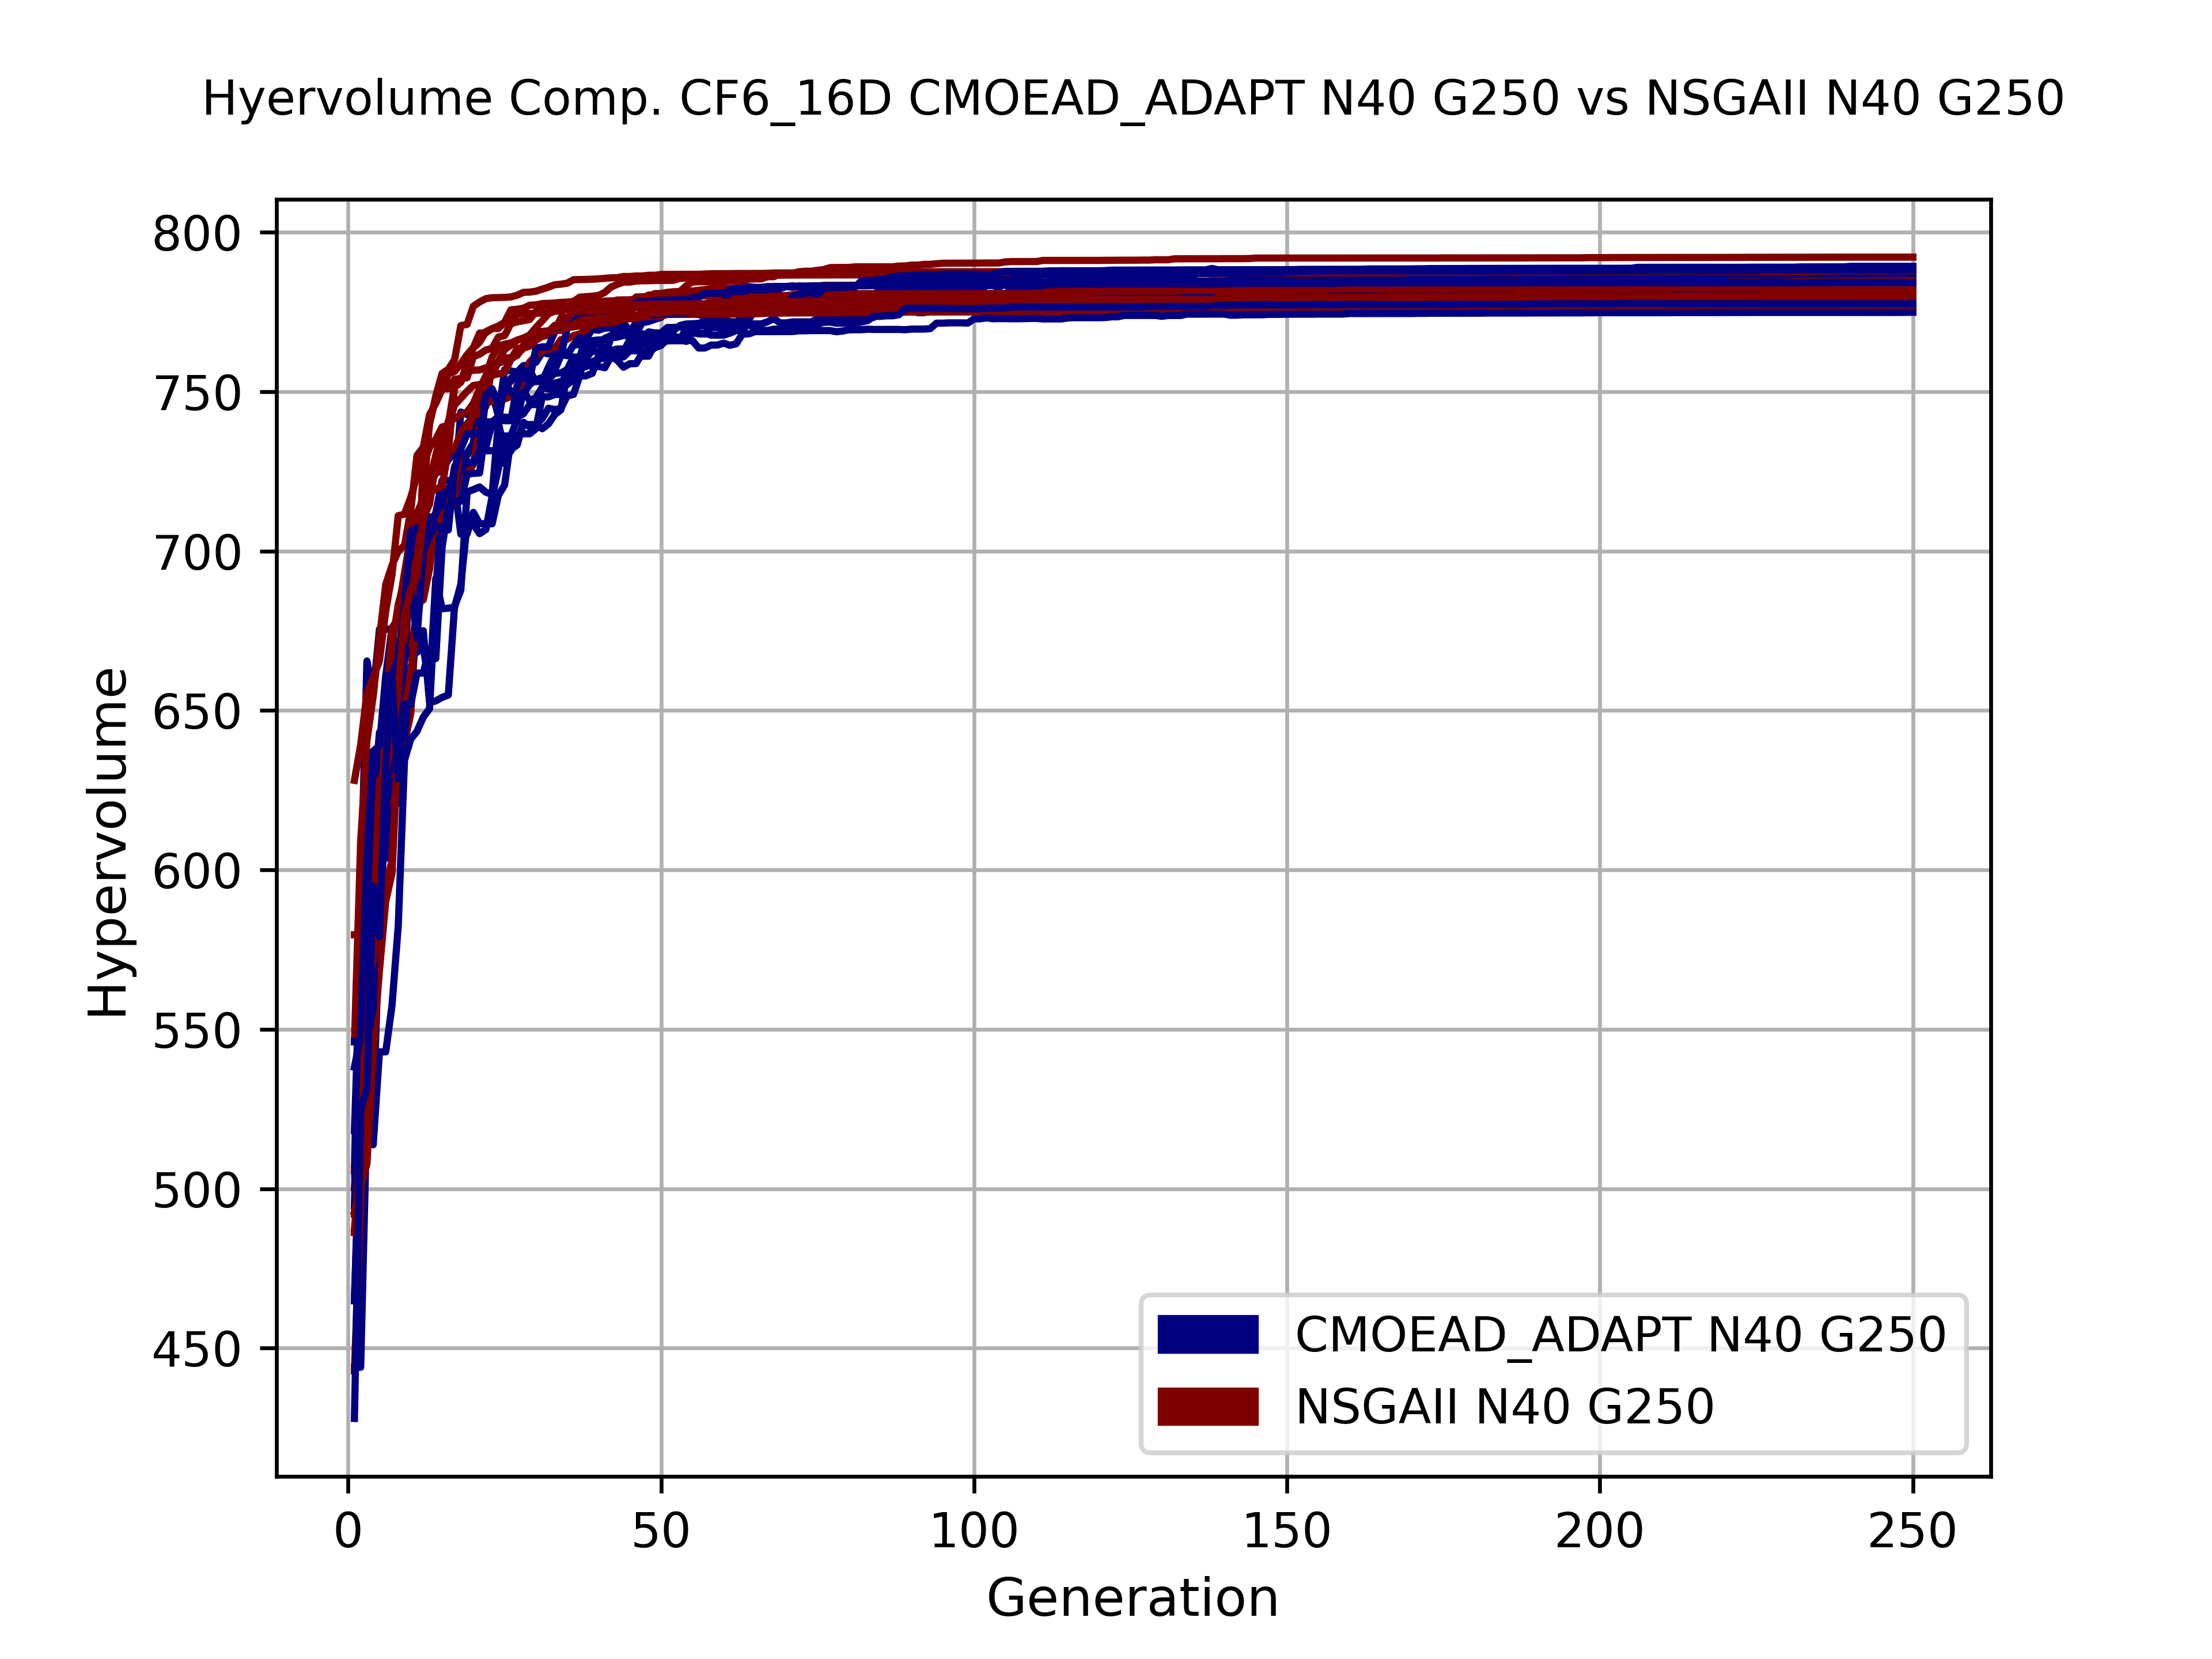 Hyervolume Comp. CF6_16D CMOEAD_ADAPT N40 G250 vs NSGAII N40 G250
800
750
700
650
600
550
500
450
Hypervolume
0 50 100 150 200 250
Generation
CMOEAD_ADAPT N40 G250
NSGAII N40 G250